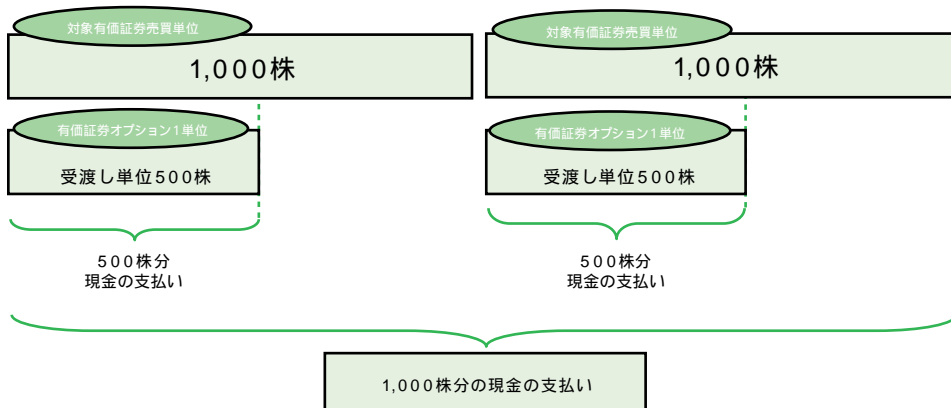 対象有価証券売買単位
1,000株
対象有価証券売買単位
1,000株
有価証券オプション1単位
受渡し単位500株
有価証券オプション1単位
受渡し単位500株
500株分
現金の支払い
500株分
現金の支払い
1,000株分の現金の支払い